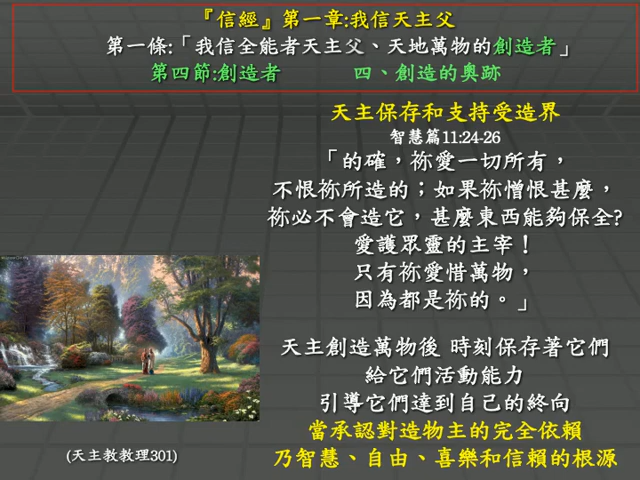 『信經』第一章:我信天主父
第一條:「我信全能者天主父、天地萬物的創造者」
第四節:創造者 四、創造的奧跡
天主保存和支持受造界
智慧篇11:24-26
「的確，祢愛一切所有，
不恨祢所造的；如果祢憎恨甚麼，
祢必不會造它，甚麼東西能夠保全?
愛護眾靈的主宰！
只有祢愛惜萬物，
因為都是祢的。」
天主創造萬物後 時刻保存著它們
給它們活動能力
引導它們達到自己的終向
當承認對造物主的完全依賴
乃智慧、自由、喜樂和信賴的根源
(天主教教理301)